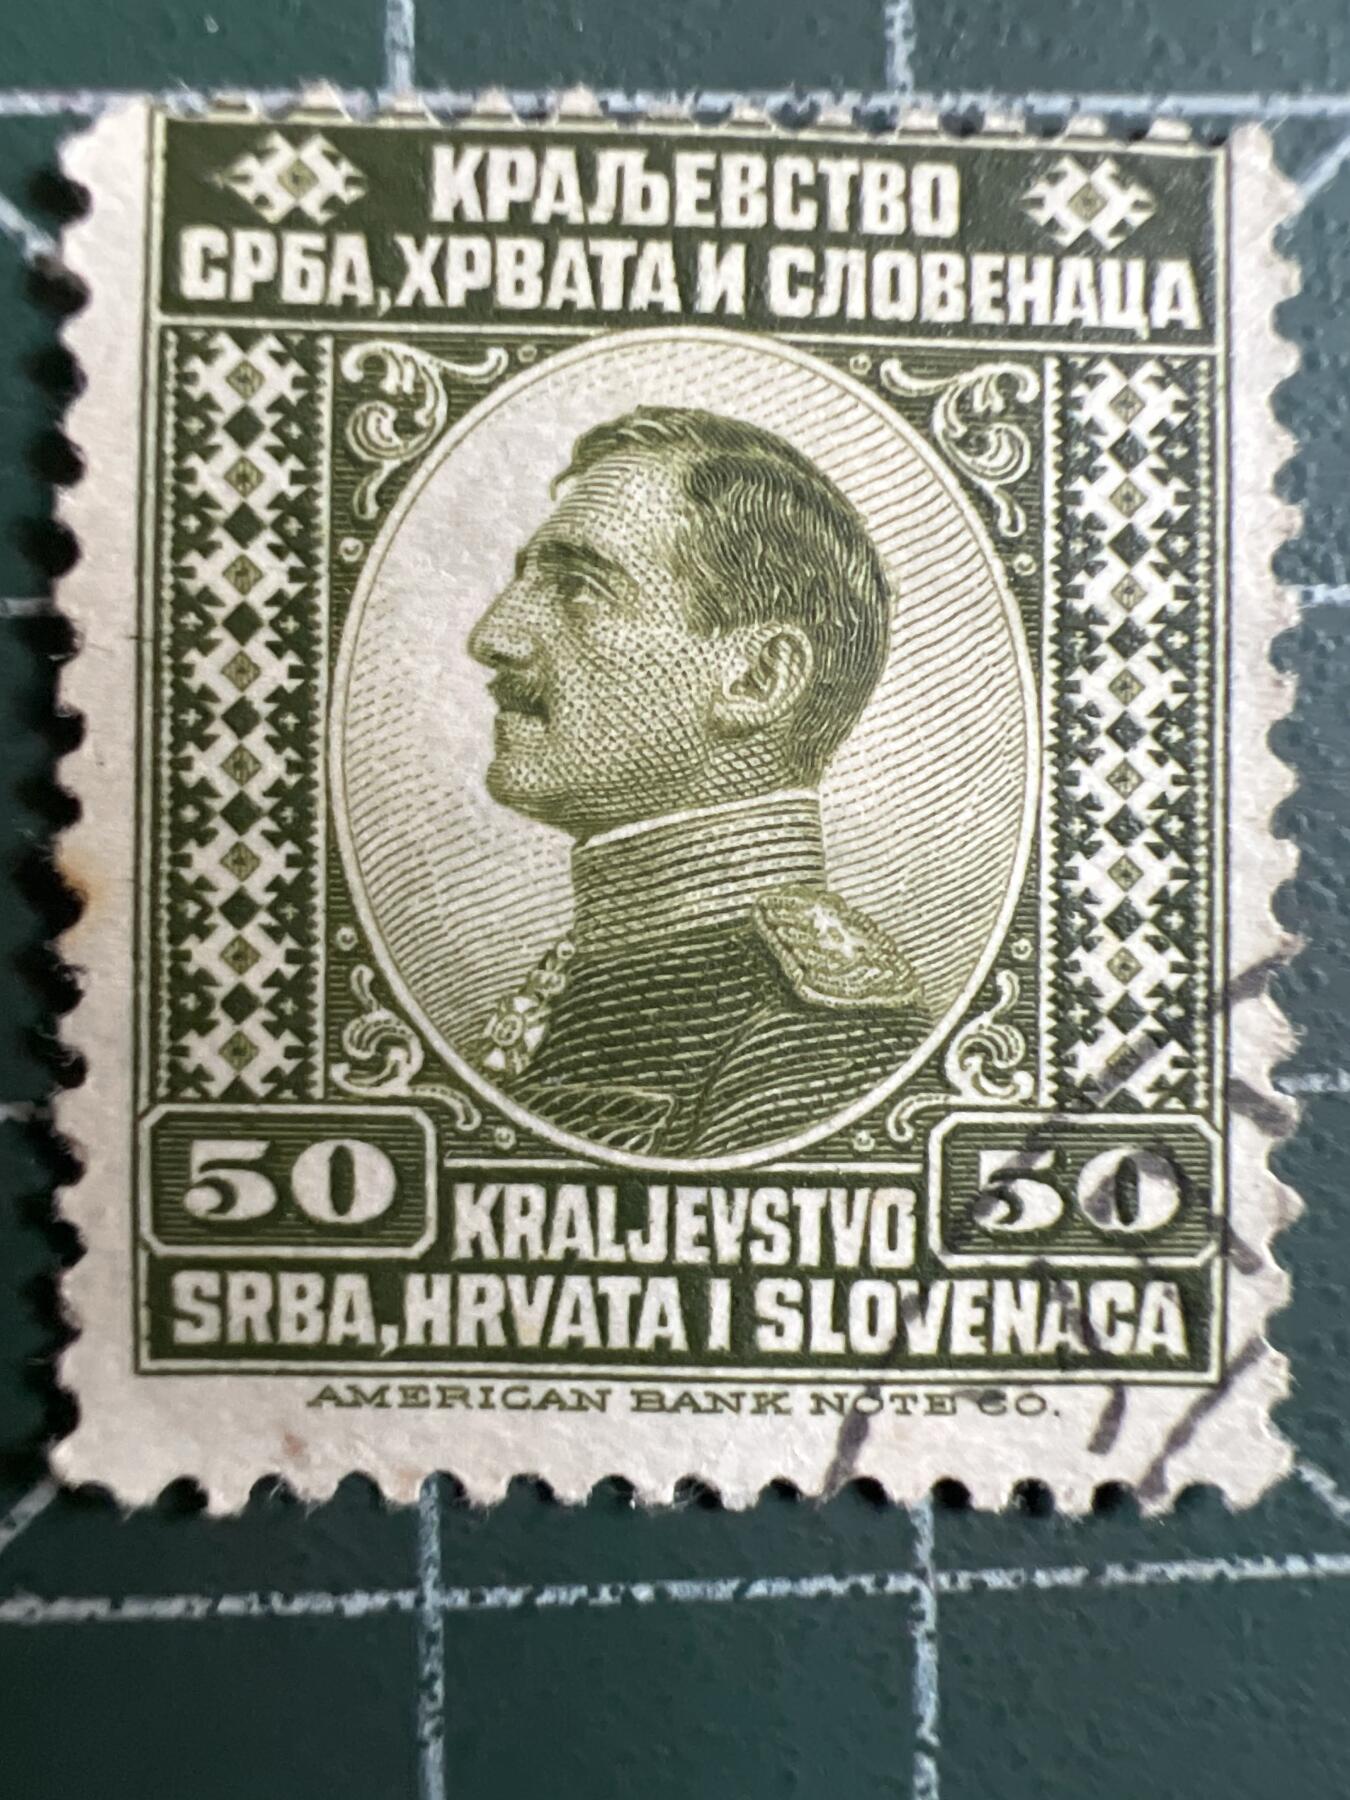 КРАЉЕВСТВО
СРБА, ХРВАТА И СЛОВЕНАЦА
50
50
KRALJEVSTVO
SRBA, HRVATA I SLOVENACA
AMERICAN BANK NOTE CO.